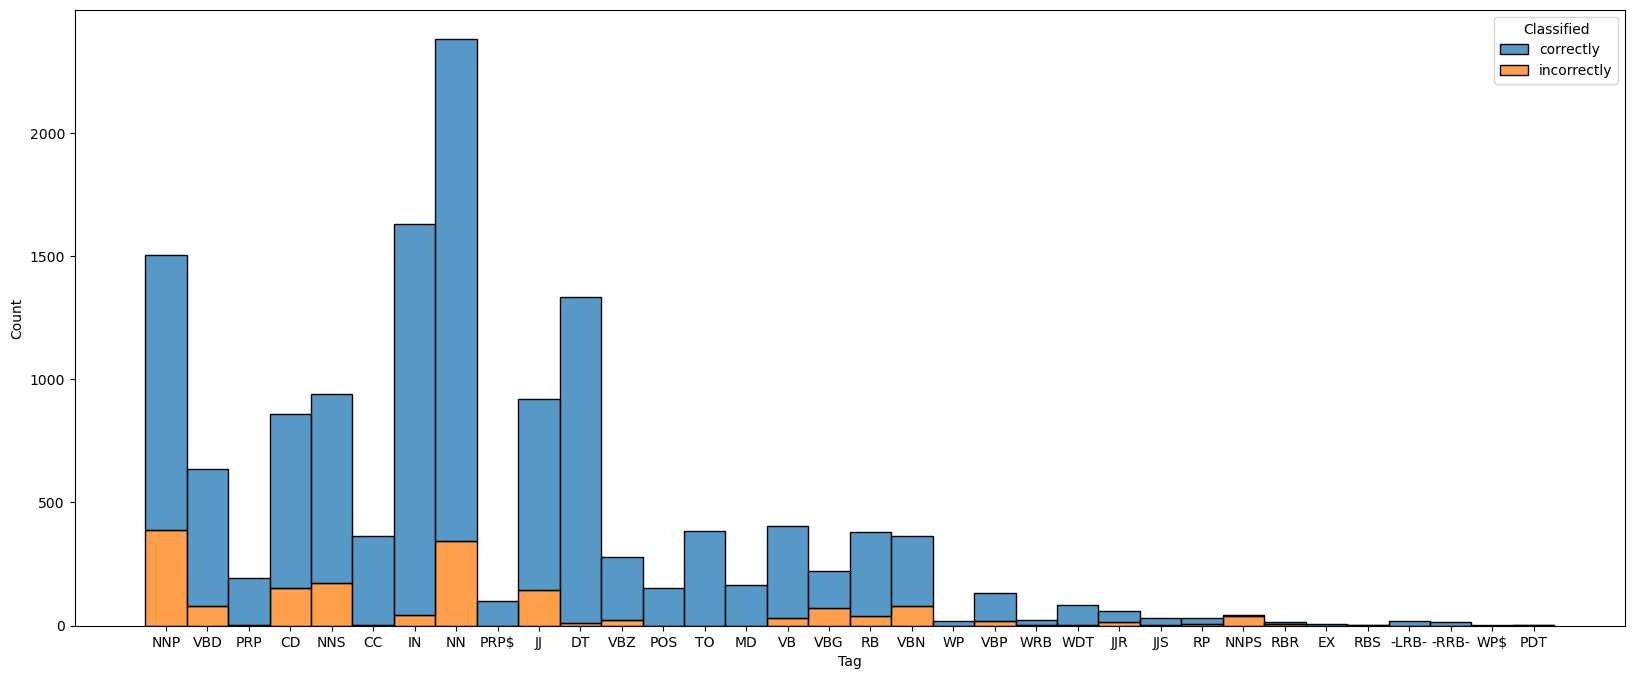 Classified
correctly
incorrectly
2000
1500
1000
500
0
Count
NNP VBD PRP CD NNS CC IN NN PRP$ JJ DT VBZ POS TO MD VB VBG RB VBN WP VBP WRB WDT JJR JJS RP NNPS RBR EX RBS -LRB- -RRB- WP$ PDT
Tag